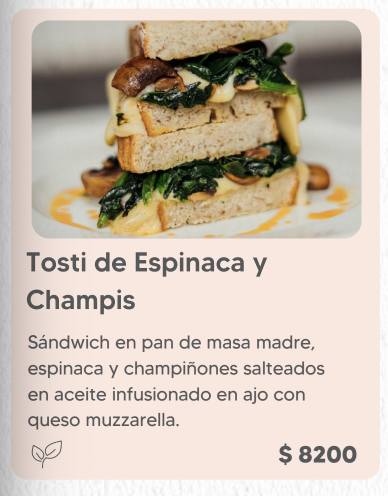 Tosti de Espinaca y
Champis
Sándwich en pan de masa madre,
espinaca y champiñones salteados
en aceite infusionado en ajo con
queso muzzarella.
$ 8200